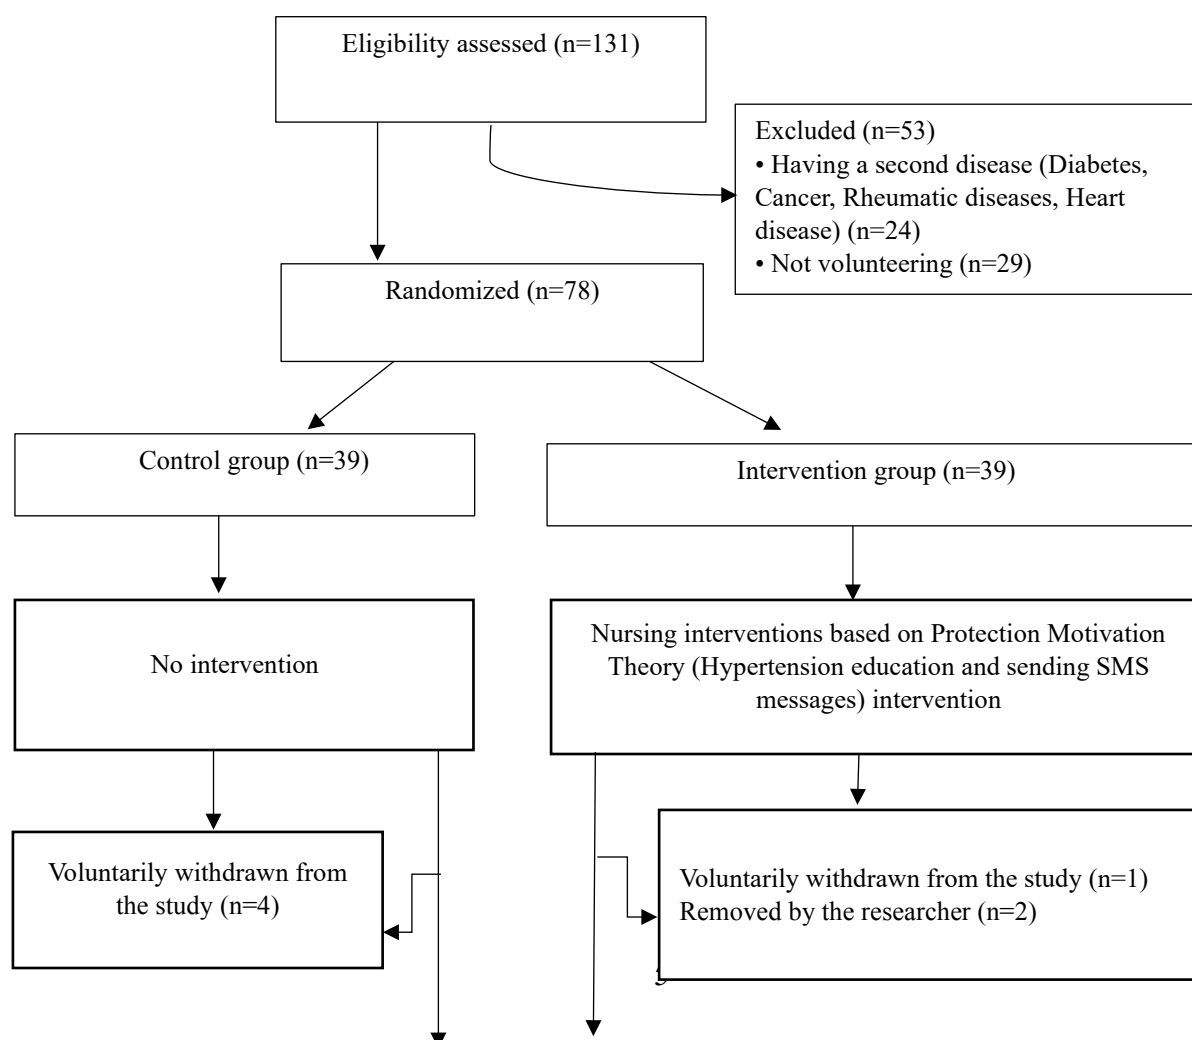 Eligibility assessed (n=131)
Excluded (n=53)
• Having a second disease (Diabetes,
Cancer, Rheumatic diseases, Heart
disease) (n=24)
• Not volunteering (n=29)
Randomized (n=78)
Control group (n=39)
Intervention group (n=39)
No intervention
Nursing interventions based on Protection Motivation
Theory (Hypertension education and sending SMS
messages) intervention
Voluntarily withdrawn from
the study (n=4)
Voluntarily withdrawn from the study (n=1)
Removed by the researcher (n=2)